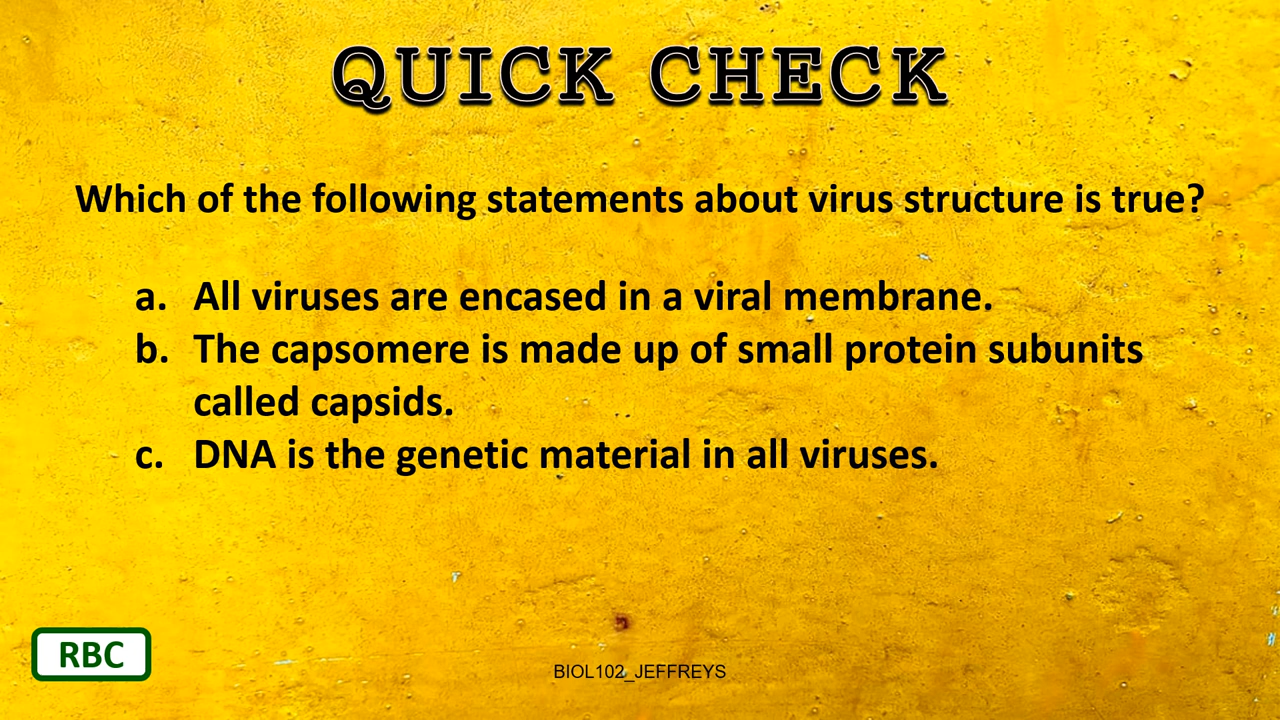 QUICK CHECK
Which of the following statements about virus structure is true?
a. All viruses are encased in a viral membrane.
b. The capsomere is made up of small protein subunits
called capsids.
c. DNA is the genetic material in all viruses.
RBC
BIOL102_JEFFREYS